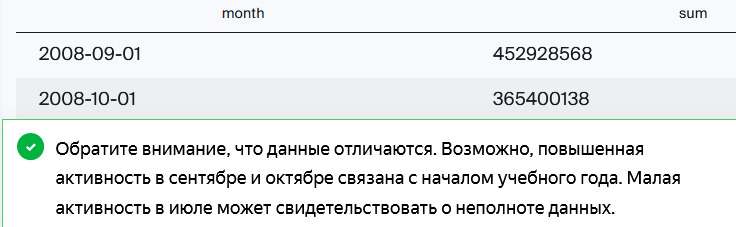 month sum
2008-09-01 452928568
2008-10-01 365400138
Обратите внимание, что данные отличаются. Возможно, повышенная
активность в сентябре и октябре связана с началом учебного года. Малая
активность в июле может свидетельствовать о неполноте данных.